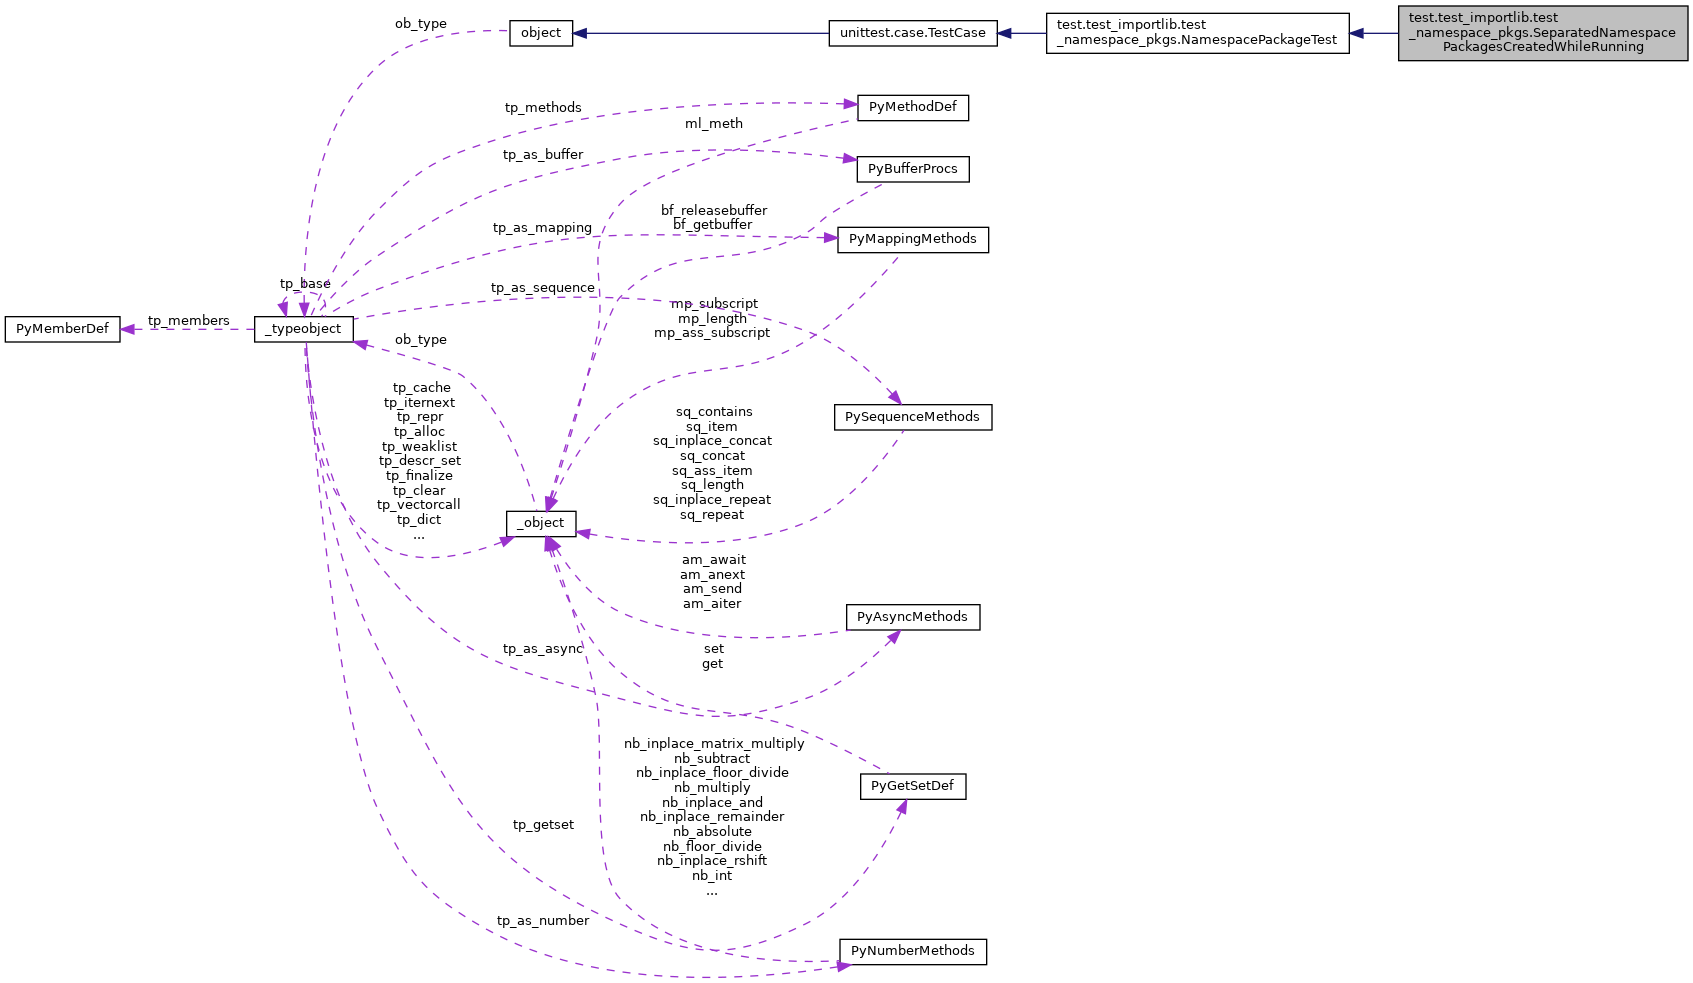 ob_type
object
unittest.case.TestCase
test.test_importlib.test
_namespace_pkgs.NamespacePackageTest
test.test_importlib.test
_namespace_pkgs.SeparatedNamespace
PackagesCreatedWhileRunning
tp_methods
PyMethodDef
ml_meth
tp_as_buffer
PyBufferProcs
bf_releasebuffer
bf_getbuffer
tp_as_mapping
PyMappingMethods
tp_base
tp_as_sequence
mp_subscript
mp_length
mp_ass_subscript
PyMemberDef
tp_members
_typeobject
ob_type
tp_cache
tp_iternext
tp_repr
tp_alloc
tp_weaklist
tp_descr_set
tp_finalize
tp_clear
tp_vectorcall
tp_dict
...
sq_contains
sq_item
sq_inplace_concat
sq_concat
sq_ass_item
sq_length
sq_inplace_repeat
sq_repeat
PySequenceMethods
_object
am_await
am_anext
am_send
am_aiter
PyAsyncMethods
tp_as_async
set
get
nb_inplace_matrix_multiply
nb_subtract
nb_inplace_floor_divide
nb_multiply
nb_inplace_and
nb_inplace_remainder
nb_absolute
nb_floor_divide
nb_inplace_rshift
nb_int
...
PyGetSetDef
tp_getset
tp_as_number
PyNumberMethods